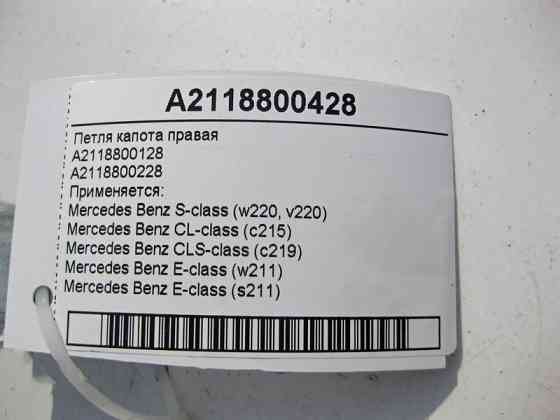 A2118800428
Петля капота правая
A2118800128
A2118800228
Применяется:
Mercedes Benz S-class (w220, v220)
Mercedes Benz CL-class (c215)
Mercedes Benz CLS-class (c219)
Mercedes Benz E-class (w211)
Mercedes Benz E-class (s211)